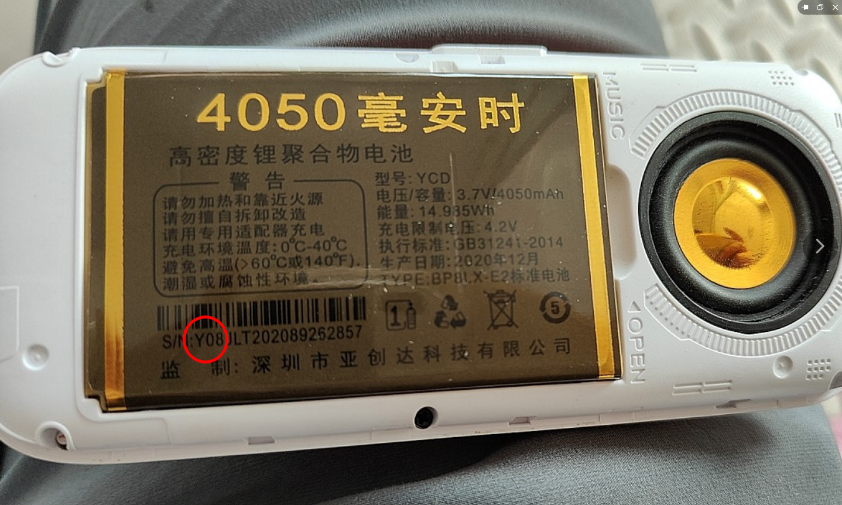 4050毫安时
高密度锂聚合物电池
警告
请勿加热和靠近火源
请勿擅自拆卸改造
请用专用适配器充电
充电环境温度:0℃-40℃
避免高温(>60℃或140℉).
潮湿或腐蚀性环境
型号: YCD
电压/容量: 3.7V/4050mAh
能量: 14.985Wh
充电限制电压: 4.2V
执行标准: GB31241-2014
生产日期: 2020年12月
TYPE: BP8LX-E2标准电池
S/N:Y08JLT202089262857
监 制: 深圳市亚创达科技有限公司
1
5
MUSIC
OPEN